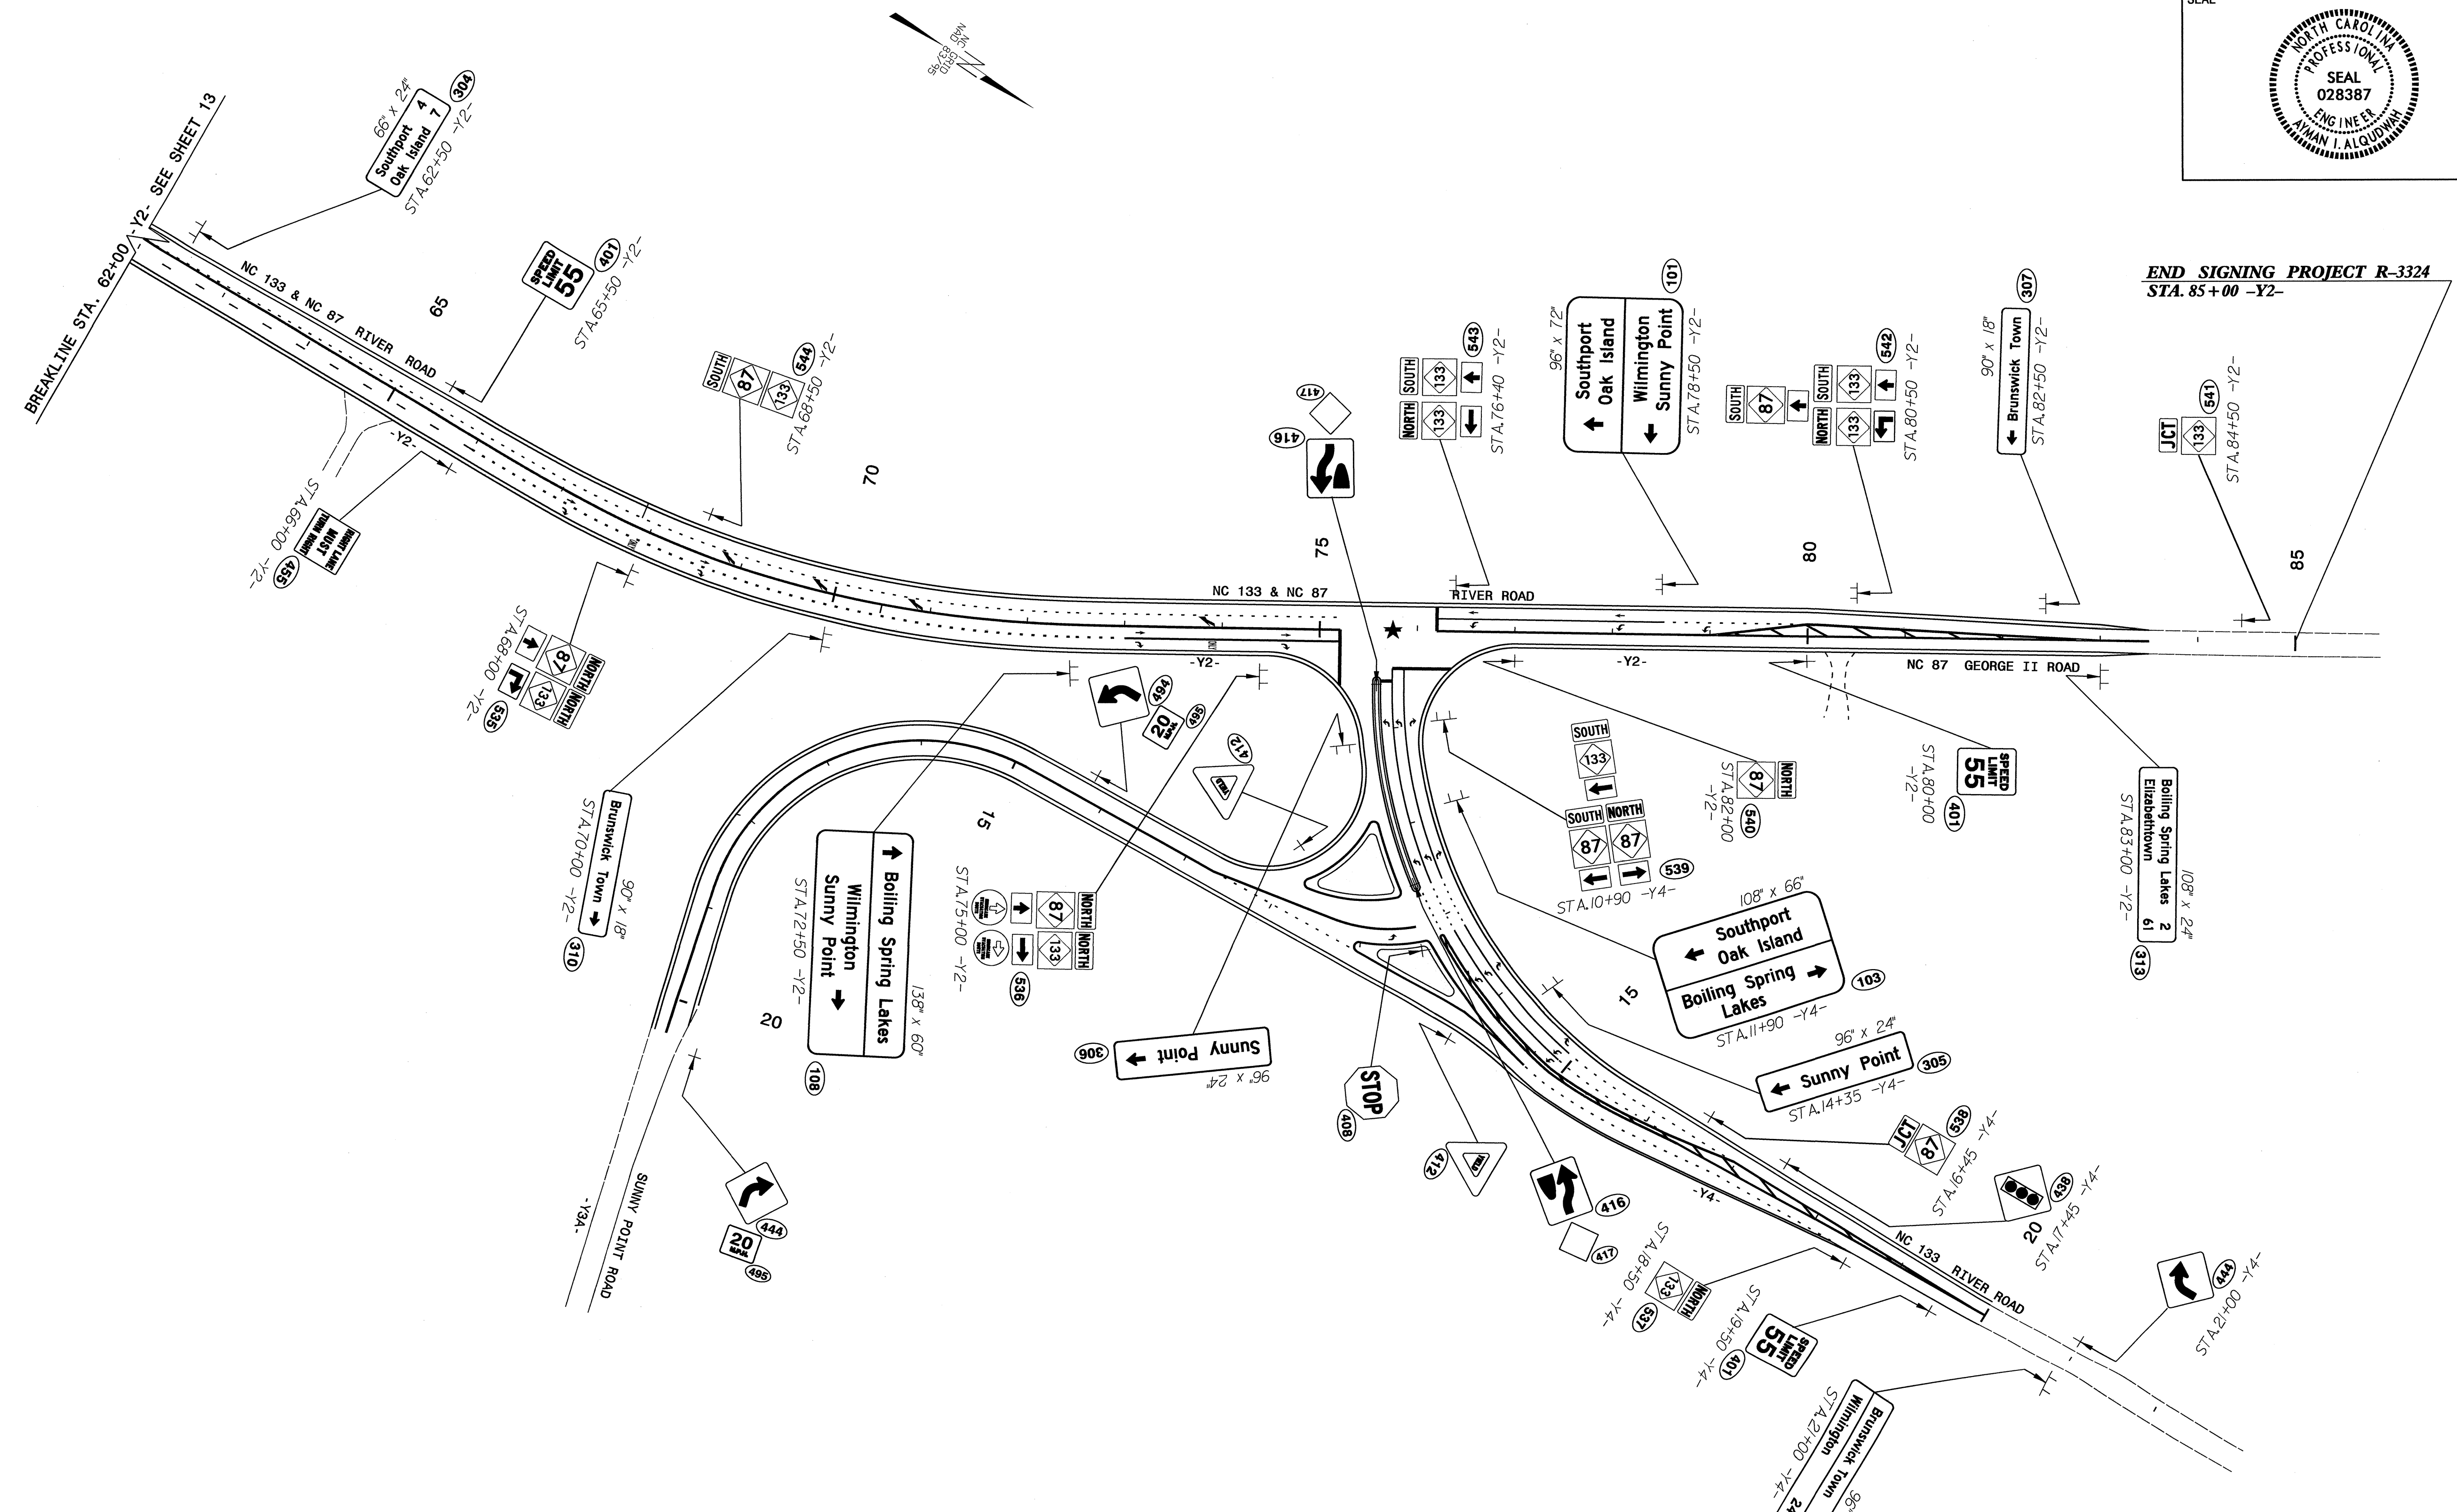 SEAL
NORTH CAROLINA
PROFESSIONAL
SEAL
028387
ENGINEER
AYMAN I. ALQUDWAH
NC GRID
NAD 83/95
END SIGNING PROJECT R-3324
STA. 85+00 -Y2-
BREAKLINE STA. 62+00 -Y2- SEE SHEET 13
66" x 24"
Southport 4
Oak Island 7
304
STA.62+50 -Y2-
NC 133 & NC 87 RIVER ROAD
65
SPEED
LIMIT
55
401
STA.65+50 -Y2-
SOUTH
87
133
544
STA.68+50 -Y2-
70
-Y2-
STA.66+00 -Y2-
RIGHT LANE
MUST
TURN RIGHT
455
STA.68+00 -Y2-
NORTH
87
NORTH
133
535
417
416
75
NC 133 & NC 87
RIVER ROAD
SOUTH
133
NORTH
133
543
STA.76+40 -Y2-
96" x 72"
Southport
Oak Island
Wilmington
Sunny Point
101
STA.78+50 -Y2-
SOUTH
87
SOUTH
133
NORTH
133
542
STA.80+50 -Y2-
80
90" x 18"
Brunswick Town
307
STA.82+50 -Y2-
JCT
133
541
STA.84+50 -Y2-
85
-Y2-
-Y2-
NC 87 GEORGE II ROAD
Brunswick Town
90" x 18"
STA.70+00 -Y2-
310
Boiling Spring Lakes
Wilmington
Sunny Point
138" x 60"
STA.72+50 -Y2-
108
494
20
M.P.H.
495
YIELD
412
15
20
NORTH
87
NORTH
133
STA.75+00 -Y2-
536
Sunny Point
306
96" x 24"
STOP
408
YIELD
412
416
417
SOUTH
133
SOUTH
87
NORTH
87
539
STA.10+90 -Y4-
NORTH
87
STA.82+00
-Y2-
540
SPEED
LIMIT
55
STA.80+00
-Y2-
401
Boiling Spring Lakes 2
Elizabethtown 61
108" x 24"
STA.83+00 -Y2-
313
108" x 66"
Southport
Oak Island
Boiling Spring
Lakes
103
STA.11+90 -Y4-
15
96" x 24"
Sunny Point
305
STA.14+35 -Y4-
JCT
87
538
STA.16+45 -Y4-
438
STA.17+45 -Y4-
20
NC 133 RIVER ROAD
444
STA.21+00 -Y4-
-Y4-
NORTH
133
STA.18+50 -Y4-
537
SPEED
LIMIT
55
STA.19+50 -Y4-
401
Brunswick Town
Wilmington 24
STA.21+00 -Y4-
96"
444
20
M.P.H.
495
SUNNY POINT ROAD
-Y3A-